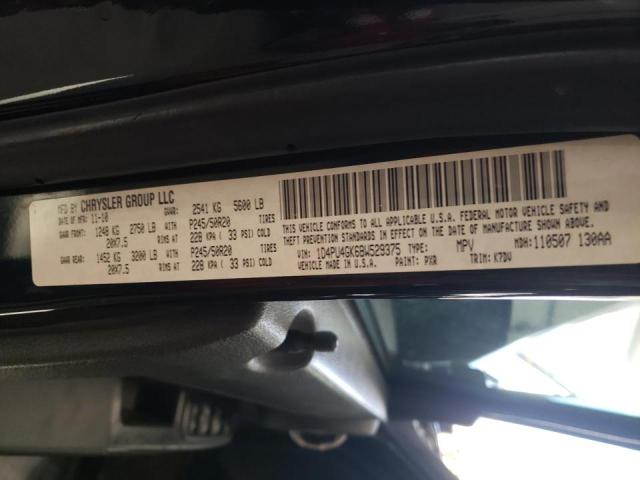 MFD BY CHRYSLER GROUP LLC
DATE OF MFR 11-10 GVWR: 2541 KG 5600 LB
GAWR FRONT: 1248 KG 2750 LB WITH P245/50R20 TIRES
20X7.5 RIMS AT 228 KPA ( 33 PSI) COLD
GAWR REAR: 1452 KG 3200 LB WITH P245/50R20 TIRES
20X7.5 RIMS AT 228 KPA ( 33 PSI) COLD
THIS VEHICLE CONFORMS TO ALL APPLICABLE U.S.A. FEDERAL MOTOR VEHICLE SAFETY AND
THEFT PREVENTION STANDARDS IN EFFECT ON THE DATE OF MANUFACTURE SHOWN ABOVE.
VIN: 1D4PU4GK6BW529375 TYPE: MPV MDH: 110507 130AA
MADE IN U.S.A. PAINT: PXR TRIM: K7DV